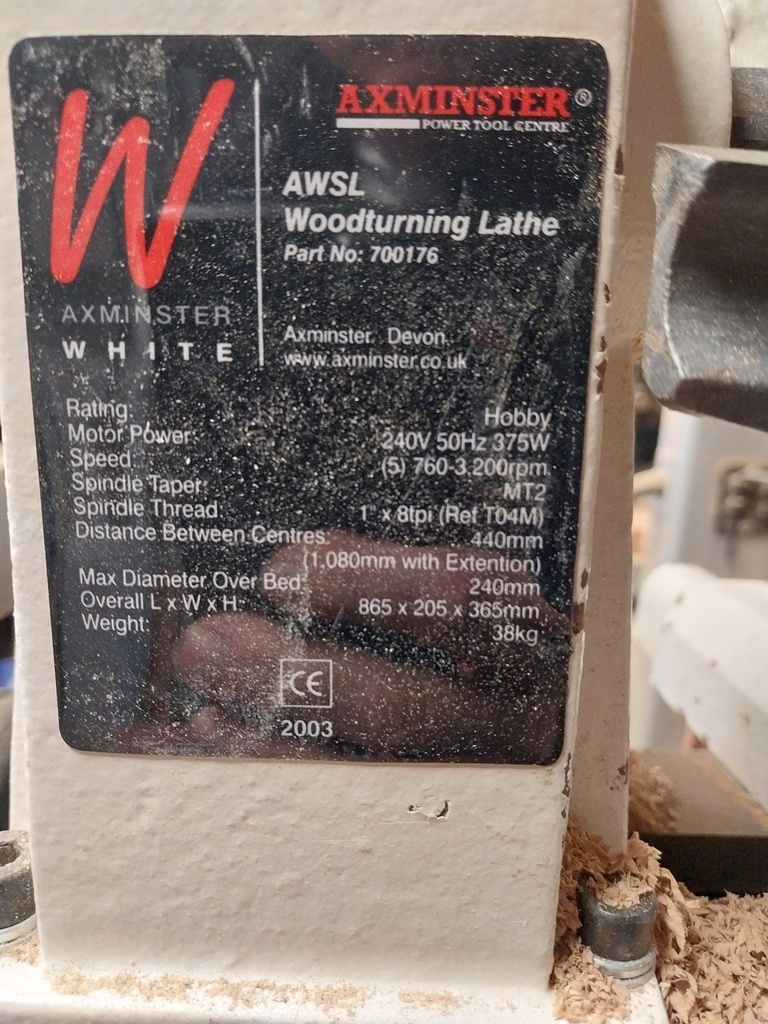 W
AXMINSTER
WHITE
AXMINSTER®
POWER TOOL CENTRE
AWSL
Woodturning Lathe
Part No: 700176
Axminster, Devon
www.axminster.co.uk
Rating: Hobby
Motor Power: 240V 50Hz 375W
Speed: (5) 760-3,200rpm
Spindle Taper: MT2
Spindle Thread: 1" x 8tpi (Ref T04M)
Distance Between Centres: 440mm
(1,080mm with Extention)
Max Diameter Over Bed: 240mm
Overall L x W x H: 865 x 205 x 365mm
Weight: 38kg
CE
2003